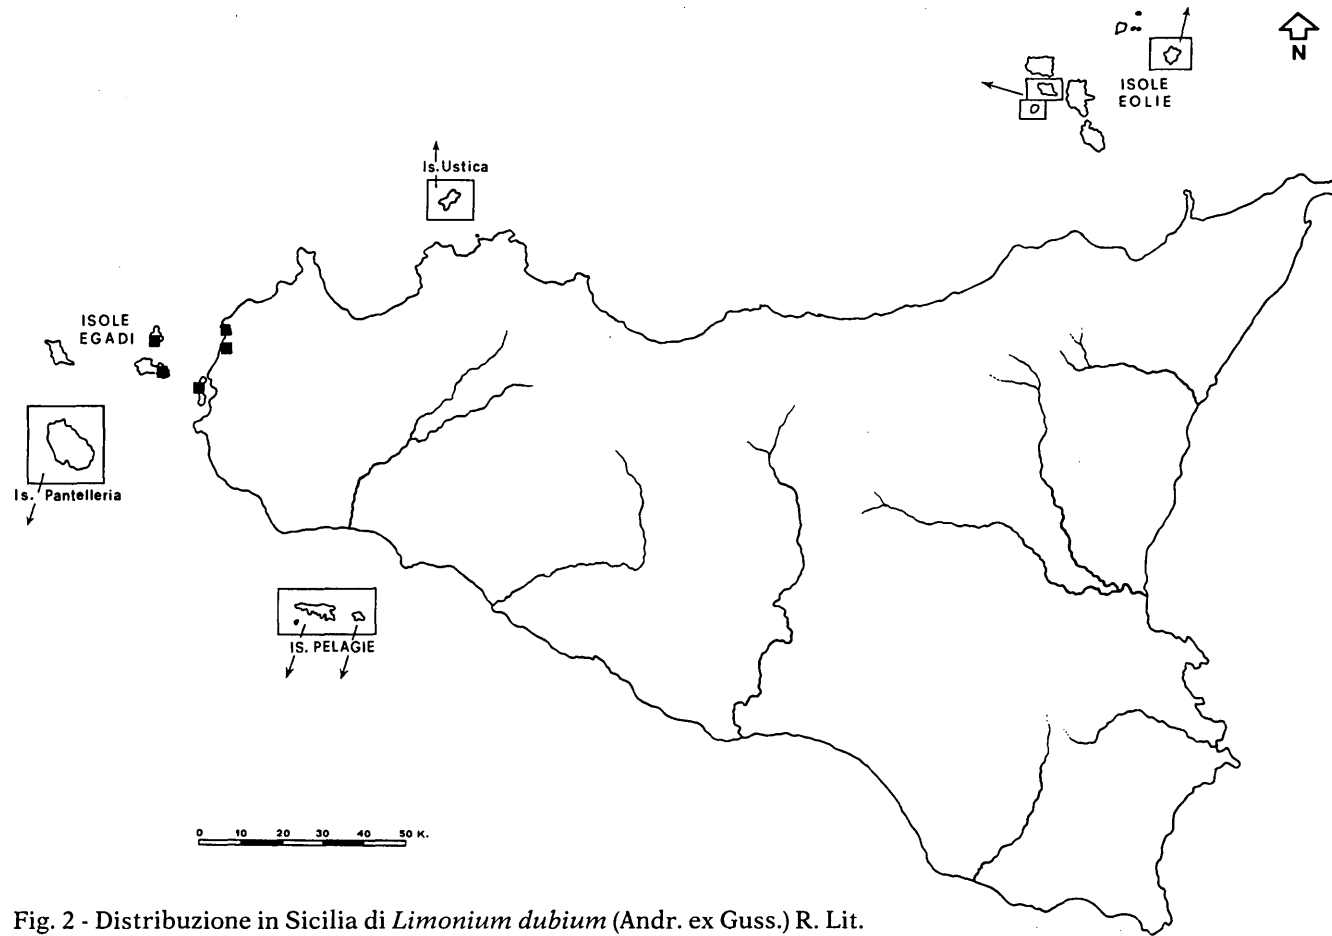 N
ISOLE
EOLIE
Is. Ustica
ISOLE
EGADI
Is. Pantelleria
IS. PELAGIE
0 10 20 30 40 50 K.
Fig. 2 - Distribuzione in Sicilia di Limonium dubium (Andr. ex Guss.) R. Lit.